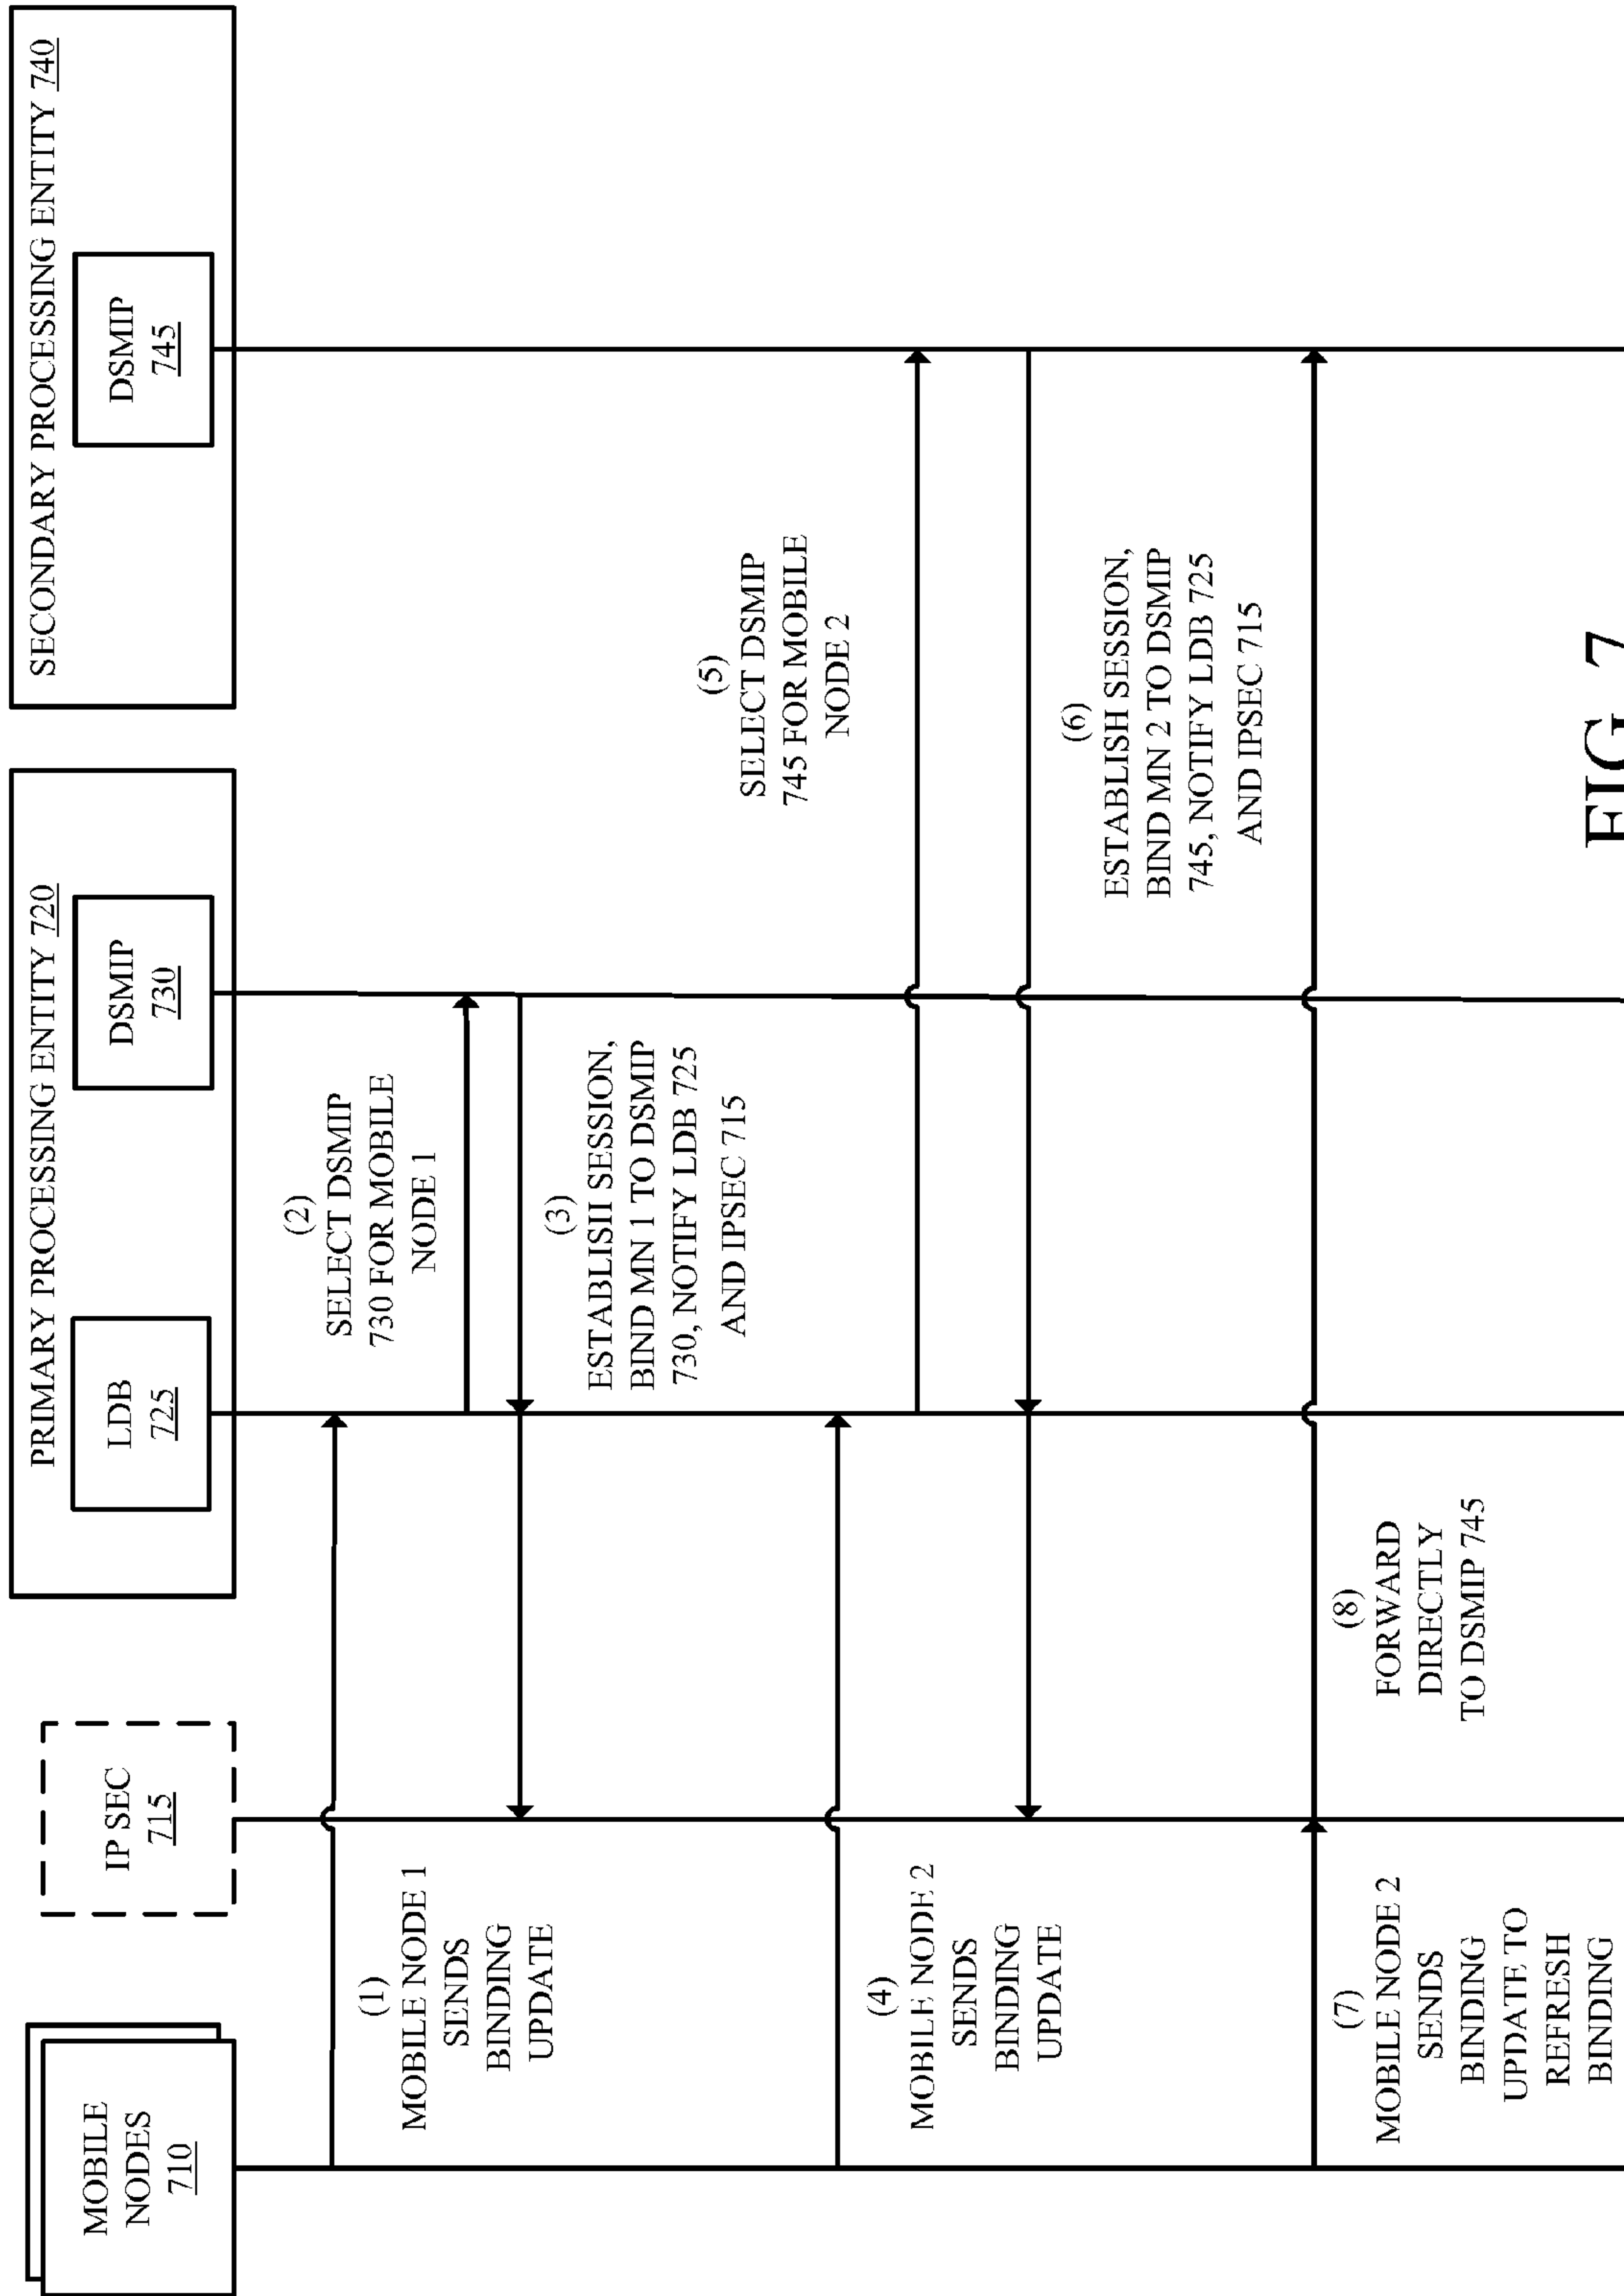 MOBILE
NODES
710
IP SEC
715
PRIMARY PROCESSING ENTITY 720
LDB
725
DSMIP
730
SECONDARY PROCESSING ENTITY 740
DSMIP
745
(1)
MOBILE NODE 1
SENDS
BINDING
UPDATE
(2)
SELECT DSMIP
730 FOR MOBILE
NODE 1
(3)
ESTABLISH SESSION,
BIND MN 1 TO DSMIP
730, NOTIFY LDB 725
AND IPSEC 715
(4)
MOBILE NODE 2
SENDS
BINDING
UPDATE
(5)
SELECT DSMIP
745 FOR MOBILE
NODE 2
(6)
ESTABLISH SESSION,
BIND MN 2 TO DSMIP
745, NOTIFY LDB 725
AND IPSEC 715
(7)
MOBILE NODE 2
SENDS
BINDING
UPDATE TO
REFRESH
BINDING
(8)
FORWARD
DIRECTLY
TO DSMIP 745
FIG. 7